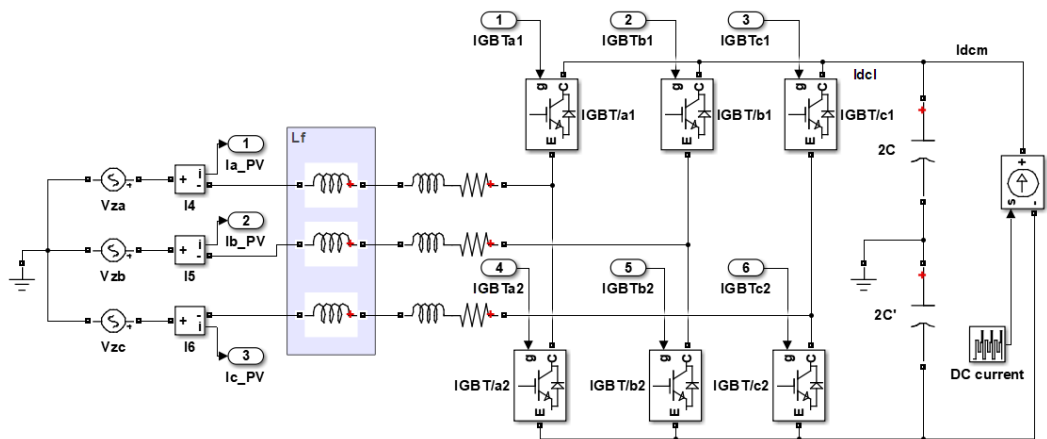 1
IGBTa1
2
IGBTb1
3
IGBTc1
Idcm
Idcl
g
C
E
IGBT/a1
g
C
E
IGBT/b1
g
C
E
IGBT/c1
2C
Lf
1
Ia_PV
+
i
-
I4
Vza
+
2
Ib_PV
+
i
-
I5
Vzb
+
+
-
i
I6
Vzc
+
3
Ic_PV
4
IGBTa2
5
IGBTb2
6
IGBTc2
+
s
-
g
C
E
IGBT/a2
g
C
E
IGBT/b2
g
C
E
IGBT/c2
2C'
DC current